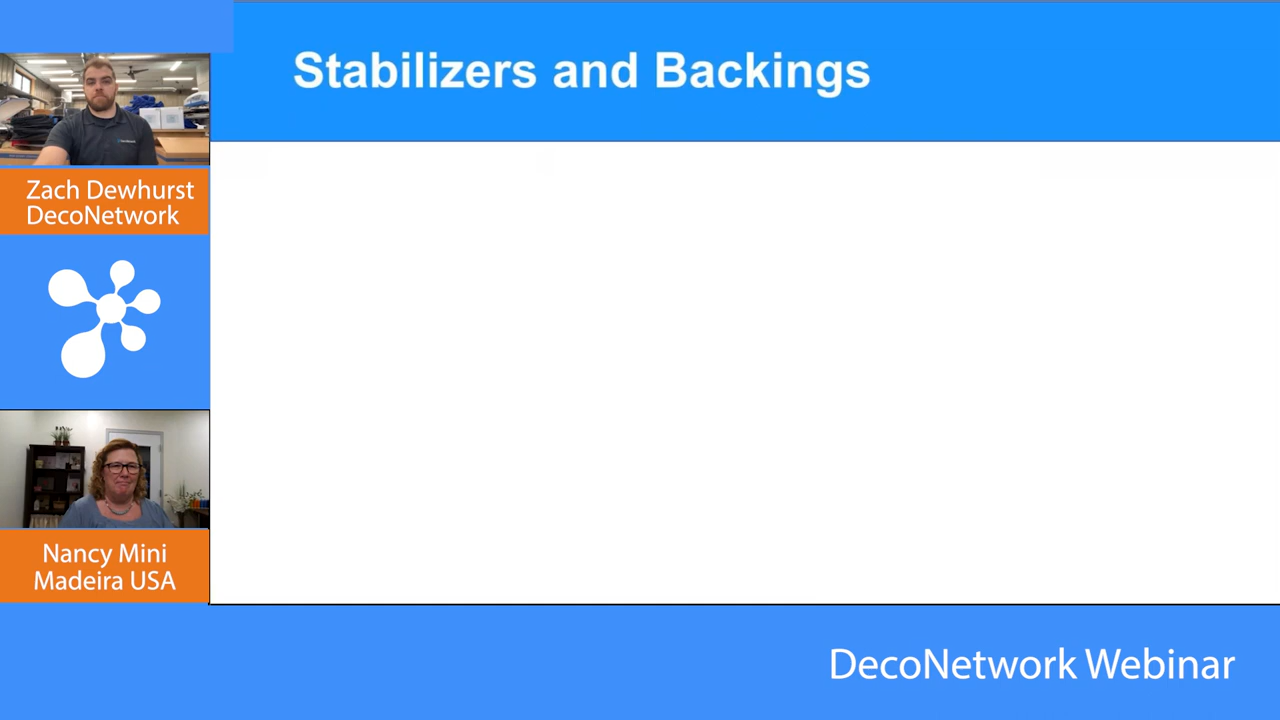 Stabilizers and Backings
Zach Dewhurst
DecoNetwork
Nancy Mini
Madeira USA
DecoNetwork Webinar